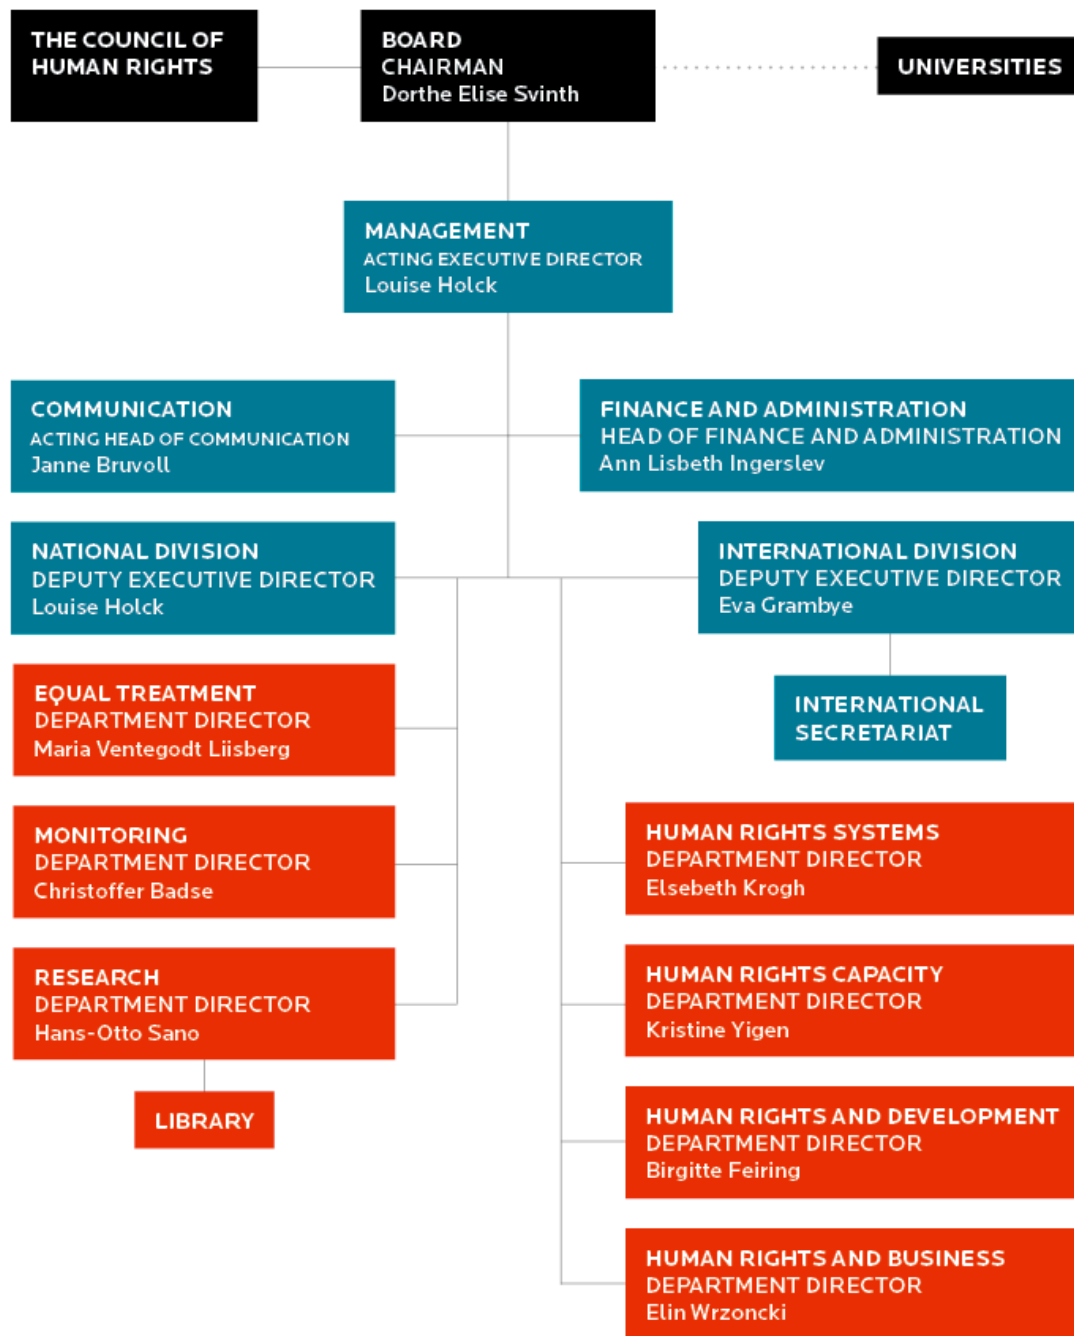 THE COUNCIL OF
HUMAN RIGHTS
BOARD
CHAIRMAN
Dorthe Elise Svinth
UNIVERSITIES
MANAGEMENT
ACTING EXECUTIVE DIRECTOR
Louise Holck
COMMUNICATION
ACTING HEAD OF COMMUNICATION
Janne Bruvoll
FINANCE AND ADMINISTRATION
HEAD OF FINANCE AND ADMINISTRATION
Ann Lisbeth Ingerslev
NATIONAL DIVISION
DEPUTY EXECUTIVE DIRECTOR
Louise Holck
INTERNATIONAL DIVISION
DEPUTY EXECUTIVE DIRECTOR
Eva Grambye
INTERNATIONAL
SECRETARIAT
EQUAL TREATMENT
DEPARTMENT DIRECTOR
Maria Ventegodt Liisberg
MONITORING
DEPARTMENT DIRECTOR
Christoffer Badse
RESEARCH
DEPARTMENT DIRECTOR
Hans-Otto Sano
LIBRARY
HUMAN RIGHTS SYSTEMS
DEPARTMENT DIRECTOR
Elsebeth Krogh
HUMAN RIGHTS CAPACITY
DEPARTMENT DIRECTOR
Kristine Yigen
HUMAN RIGHTS AND DEVELOPMENT
DEPARTMENT DIRECTOR
Birgitte Feiring
HUMAN RIGHTS AND BUSINESS
DEPARTMENT DIRECTOR
Elin Wrzoncki